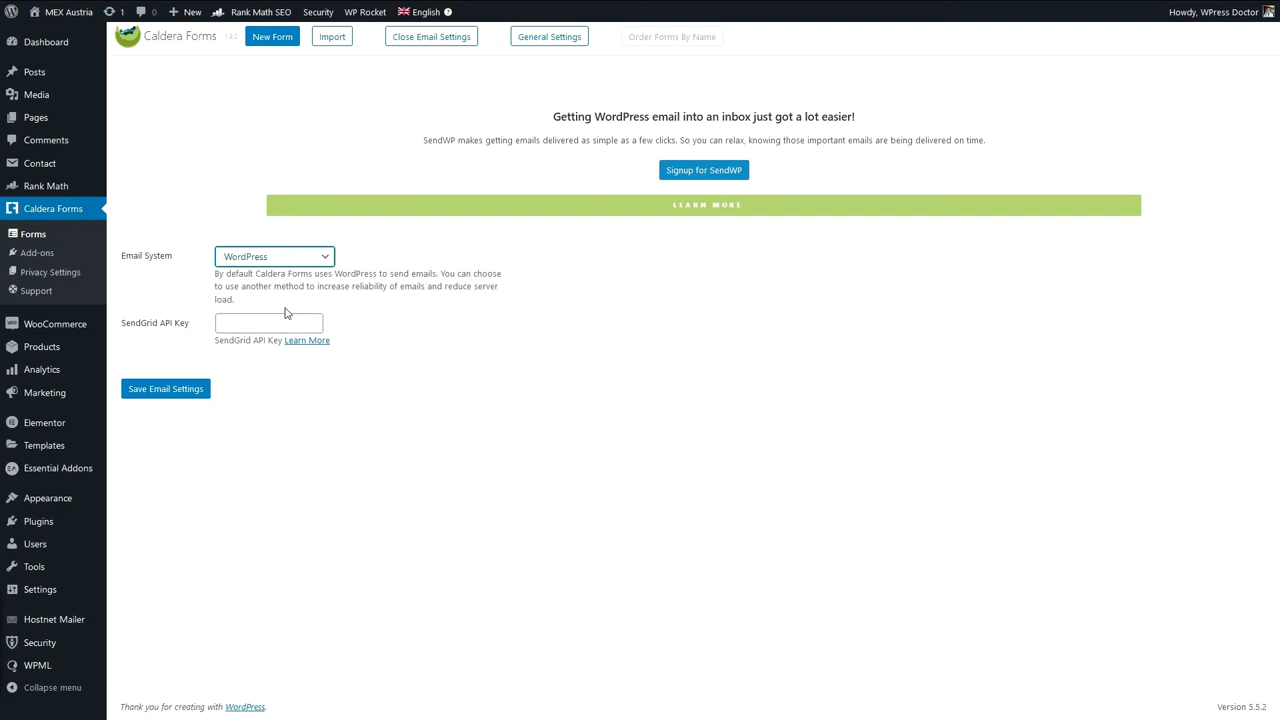 MEX Austria
1
0
New
Rank Math SEO
Security
WP Rocket
English
Howdy, WPress Doctor
Caldera Forms
1.9.2
New Form
Import
Close Email Settings
General Settings
Order Forms By Name
Dashboard
Posts
Media
Pages
Comments
Contact
Rank Math
Caldera Forms
Forms
Add-ons
Privacy Settings
Support
WooCommerce
Products
Analytics
Marketing
Elementor
Templates
Essential Addons
Appearance
Plugins
Users
Tools
Settings
Hostnet Mailer
Security
WPML
Collapse menu
Getting WordPress email into an inbox just got a lot easier!
SendWP makes getting emails delivered as simple as a few clicks. So you can relax, knowing those important emails are being delivered on time.
Signup for SendWP
LEARN MORE
Email System
WordPress
By default Caldera Forms uses WordPress to send emails. You can choose
to use another method to increase reliability of emails and reduce server
load.
SendGrid API Key
SendGrid API Key Learn More
Save Email Settings
Thank you for creating with WordPress.
Version 5.5.2